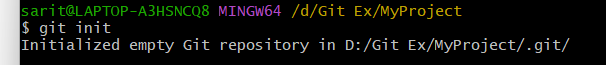 sarit@LAPTOP-A3HSNCQ8 MINGW64 /d/Git Ex/MyProject
$ git init
Initialized empty Git repository in D:/Git Ex/MyProject/.git/